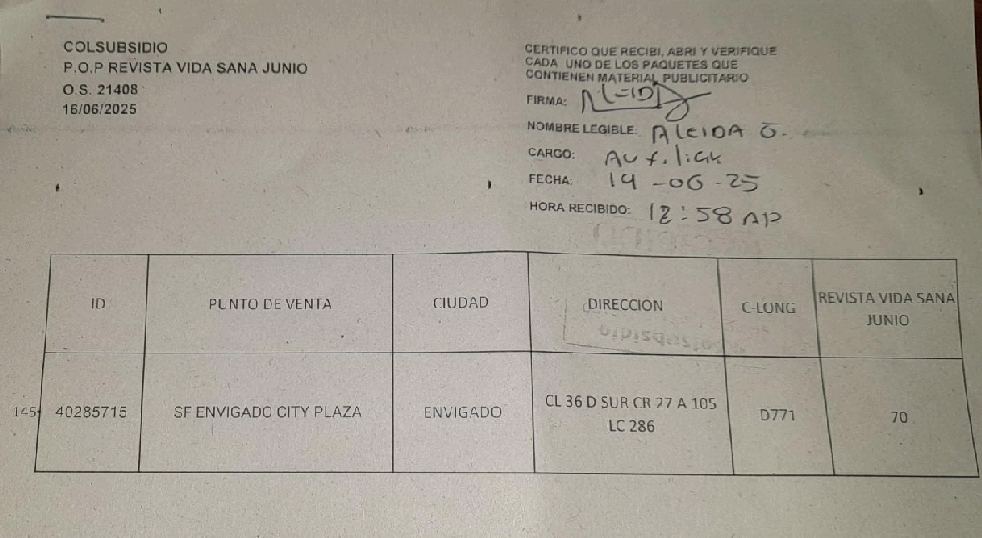 COLSUBSIDIO
P.O.P REVISTA VIDA SANA JUNIO
O.S. 21408
16/06/2025
CERTIFICO QUE RECIBI, ABRI Y VERIFIQUE
CADA UNO DE LOS PAQUETES QUE
CONTIENEN MATERIAL PUBLICITARIO
FIRMA:
NOMBRE LEGIBLE: ALEIDA O.
CARGO:
FECHA: 19-06-25
HORA RECIBIDO: 12:58
ID PUNTO DE VENTA CIUDAD DIRECCION C-LONG REVISTA VIDA SANA
JUNIO
145 40285715 SF ENVIGADO CITY PLAZA ENVIGADO CL 36 D SUR CR 27 A 105 D771 70
LC 286